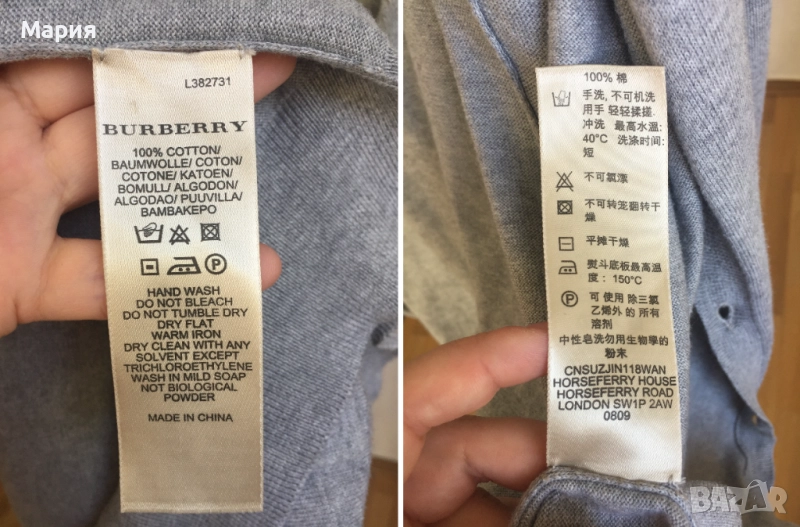 Мария
L382731
BURBERRY
100% COTTON/
BAUMWOLLE/ COTON/
COTONE/ KATOEN/
BOMULL/ ALGODON/
ALGODAO/ PUUVILLA/
BAMBAKEPO
HAND WASH
DO NOT BLEACH
DO NOT TUMBLE DRY
DRY FLAT
WARM IRON
DRY CLEAN WITH ANY
SOLVENT EXCEPT
TRICHLOROETHYLENE
WASH IN MILD SOAP
NOT BIOLOGICAL
POWDER
MADE IN CHINA
100% 棉
手洗, 不可机洗
用手 轻轻揉搓.
冲洗 最高水温:
40°C 洗涤时间:
短
不可氯漂
不可转笼翻转干
燥
平摊干燥
熨斗底板最高温
度: 150°C
可 使用 除三氯
乙烯外 的 所有
溶剂
中性皂洗勿用生物學的
粉末
CNSUZJIN118WAN
HORSEFERRY HOUSE
HORSEFERRY ROAD
LONDON SW1P 2AW
0809
BAZAR